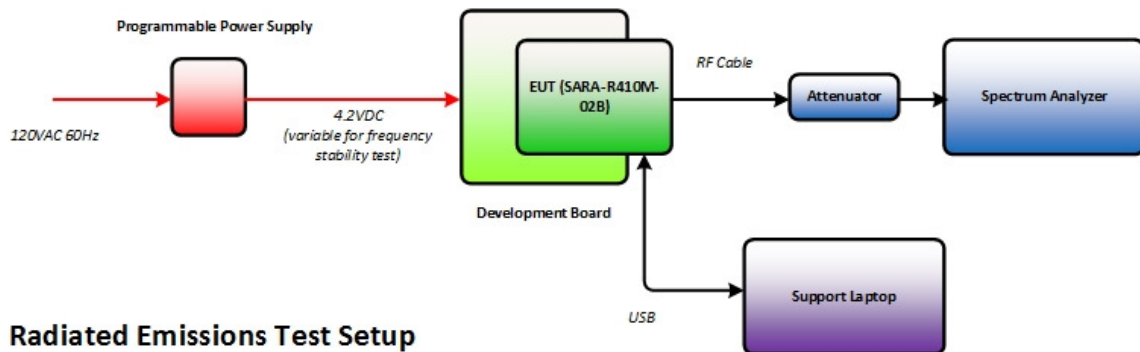 Programmable Power Supply
120VAC 60Hz
4.2VDC
(variable for frequency
stability test)
EUT (SARA-R410M-
02B)
Development Board
RF Cable
Attenuator
Spectrum Analyzer
USB
Support Laptop
Radiated Emissions Test Setup